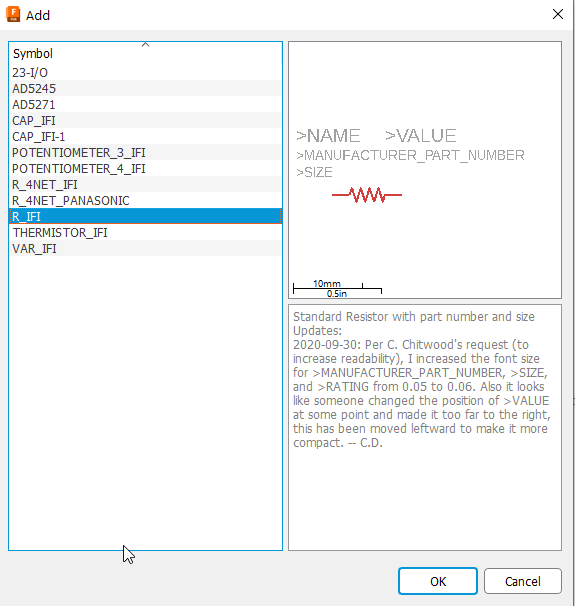 Add
Symbol
23-I/O
AD5245
AD5271
CAP_IFI
CAP_IFI-1
POTENTIOMETER_3_IFI
POTENTIOMETER_4_IFI
R_4NET_IFI
R_4NET_PANASONIC
R_IFI
THERMISTOR_IFI
VAR_IFI
>NAME >VALUE
>MANUFACTURER_PART_NUMBER
>SIZE
10mm
0.5in
Standard Resistor with part number and size
Updates:
2020-09-30: Per C. Chitwood's request (to
increase readability), I increased the font size
for >MANUFACTURER_PART_NUMBER, >SIZE,
and >RATING from 0.05 to 0.06. Also it looks
like someone changed the position of >VALUE
at some point and made it too far to the right,
this has been moved leftward to make it more
compact. -- C.D.
OK
Cancel